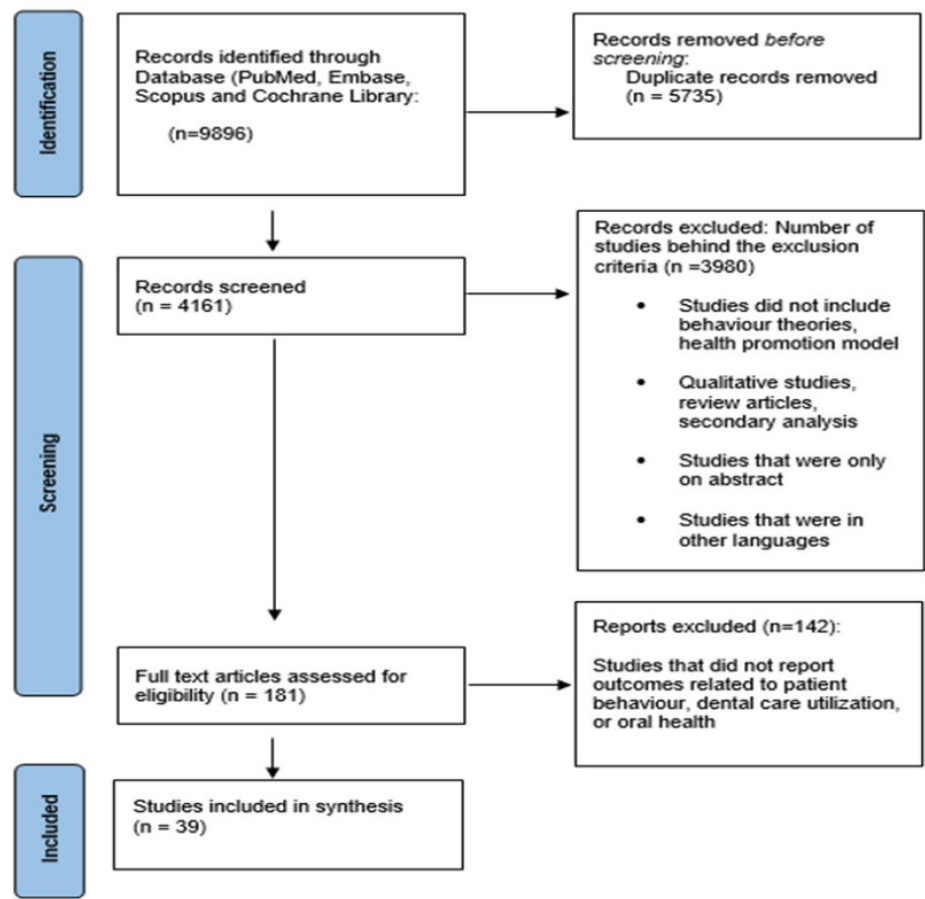 Identification
Records identified through
Database (PubMed, Embase,
Scopus and Cochrane Library:
(n=9896)
Records removed before
screening:
Duplicate records removed
(n = 5735)
Screening
Records screened
(n = 4161)
Records excluded: Number of
studies behind the exclusion
criteria (n =3980)
• Studies did not include
behaviour theories,
health promotion model
• Qualitative studies,
review articles,
secondary analysis
• Studies that were only
on abstract
• Studies that were in
other languages
Full text articles assessed for
eligibility (n = 181)
Reports excluded (n=142):
Studies that did not report
outcomes related to patient
behaviour, dental care utilization,
or oral health
Included
Studies included in synthesis
(n = 39)